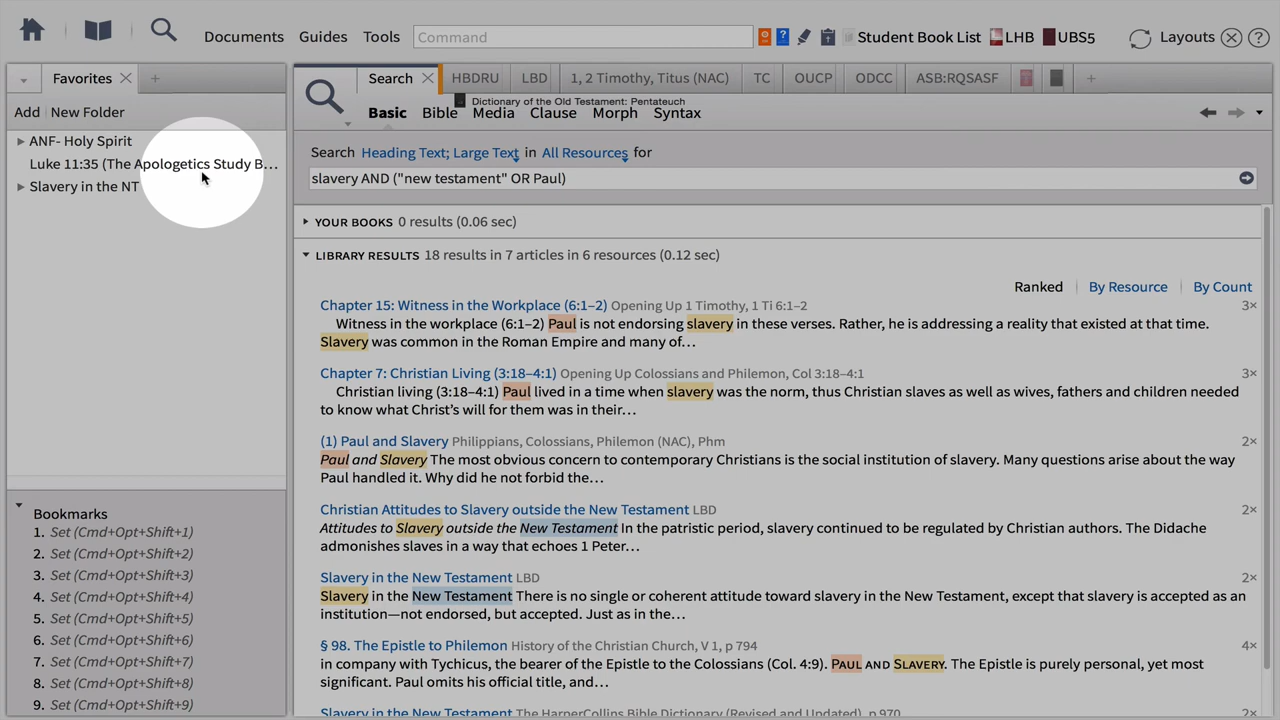 Documents Guides Tools Command Student Book List LHB UBS5 Layouts
Favorites Search HBDRU LBD 1, 2 Timothy, Titus (NAC) TC OUCP ODCC ASB:RQSASF
Add New Folder
ANF- Holy Spirit
Luke 11:35 (The Apologetics Study B…
Slavery in the NT
Bookmarks
1. Set (Cmd+Opt+Shift+1)
2. Set (Cmd+Opt+Shift+2)
3. Set (Cmd+Opt+Shift+3)
4. Set (Cmd+Opt+Shift+4)
5. Set (Cmd+Opt+Shift+5)
6. Set (Cmd+Opt+Shift+6)
7. Set (Cmd+Opt+Shift+7)
8. Set (Cmd+Opt+Shift+8)
9. Set (Cmd+Opt+Shift+9)
Dictionary of the Old Testament: Pentateuch
Basic Bible Media Clause Morph Syntax
Search Heading Text; Large Text in All Resources for
slavery AND ("new testament" OR Paul)
YOUR BOOKS 0 results (0.06 sec)
LIBRARY RESULTS 18 results in 7 articles in 6 resources (0.12 sec)
Ranked By Resource By Count
Chapter 15: Witness in the Workplace (6:1–2) Opening Up 1 Timothy, 1 Ti 6:1–2 3×
Witness in the workplace (6:1–2) Paul is not endorsing slavery in these verses. Rather, he is addressing a reality that existed at that time.
Slavery was common in the Roman Empire and many of…
Chapter 7: Christian Living (3:18–4:1) Opening Up Colossians and Philemon, Col 3:18–4:1 3×
Christian living (3:18–4:1) Paul lived in a time when slavery was the norm, thus Christian slaves as well as wives, fathers and children needed
to know what Christ’s will for them was in their…
(1) Paul and Slavery Philippians, Colossians, Philemon (NAC), Phm 2×
Paul and Slavery The most obvious concern to contemporary Christians is the social institution of slavery. Many questions arise about the way
Paul handled it. Why did he not forbid the…
Christian Attitudes to Slavery outside the New Testament LBD 2×
Attitudes to Slavery outside the New Testament In the patristic period, slavery continued to be regulated by Christian authors. The Didache
admonishes slaves in a way that echoes 1 Peter…
Slavery in the New Testament LBD 2×
Slavery in the New Testament There is no single or coherent attitude toward slavery in the New Testament, except that slavery is accepted as an
institution—not endorsed, but accepted. Just as in the…
§ 98. The Epistle to Philemon History of the Christian Church, V 1, p 794 4×
in company with Tychicus, the bearer of the Epistle to the Colossians (Col. 4:9). PAUL AND SLAVERY. The Epistle is purely personal, yet most
significant. Paul omits his official title, and…
Slavery in the New Testament The HarperCollins Bible Dictionary (Revised and Updated), p 970 2×